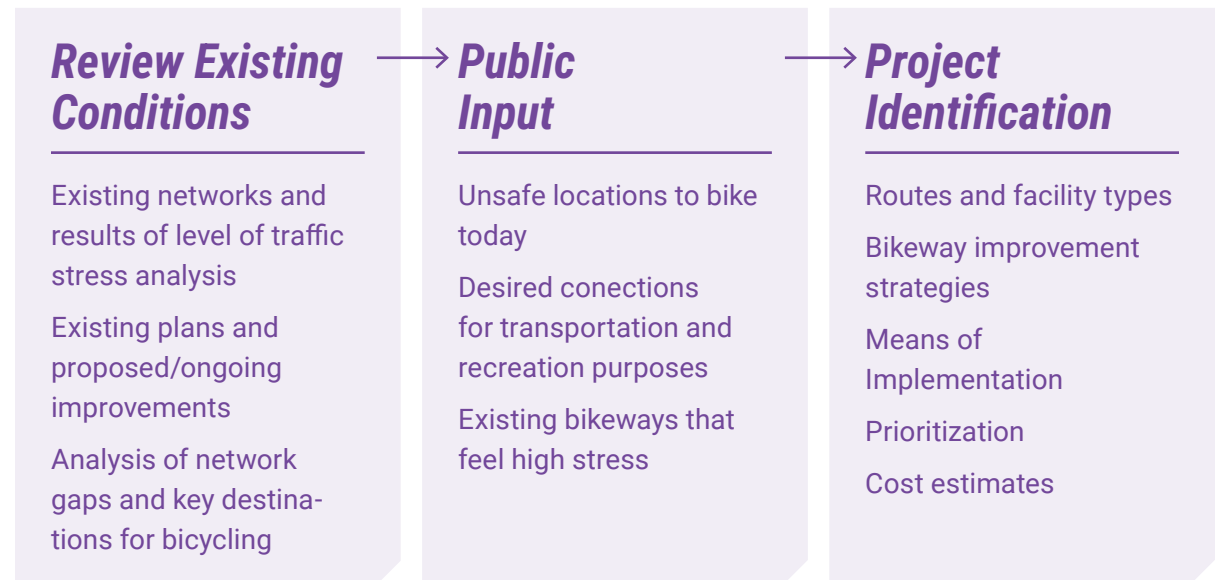 Review Existing
Conditions
Existing networks and
results of level of traffic
stress analysis
Existing plans and
proposed/ongoing
improvements
Analysis of network
gaps and key destina-
tions for bicycling
Public
Input
Unsafe locations to bike
today
Desired conections
for transportation and
recreation purposes
Existing bikeways that
feel high stress
Project
Identification
Routes and facility types
Bikeway improvement
strategies
Means of
Implementation
Prioritization
Cost estimates